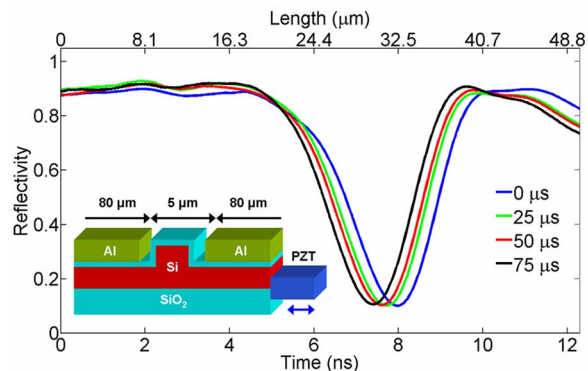 Length (μm)
0 8.1 16.3 24.4 32.5 40.7 48.8
Reflectivity
1
0.8
0.6
0.4
0.2
0
80 μm 5 μm 80 μm
Al Al PZT
Si
SiO2
0 μs
25 μs
50 μs
75 μs
0 2 4 6 8 10 12
Time (ns)